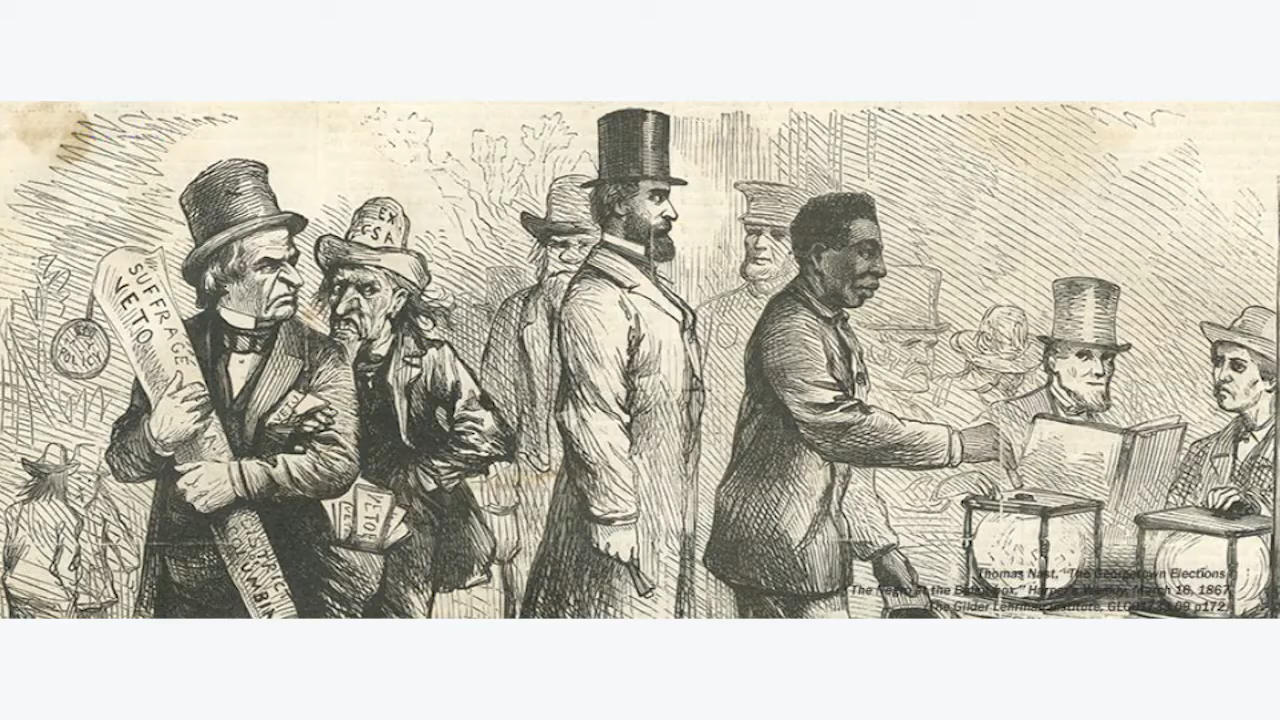 EX
CSA
SUFFRAGE
VETO
POLICY
VETO
Thomas Nast, "The Georgetown Elections
The Negro at the Ballot box," Harper's Weekly, March 16, 1867
The Gilder Lehrman Institute,
p172